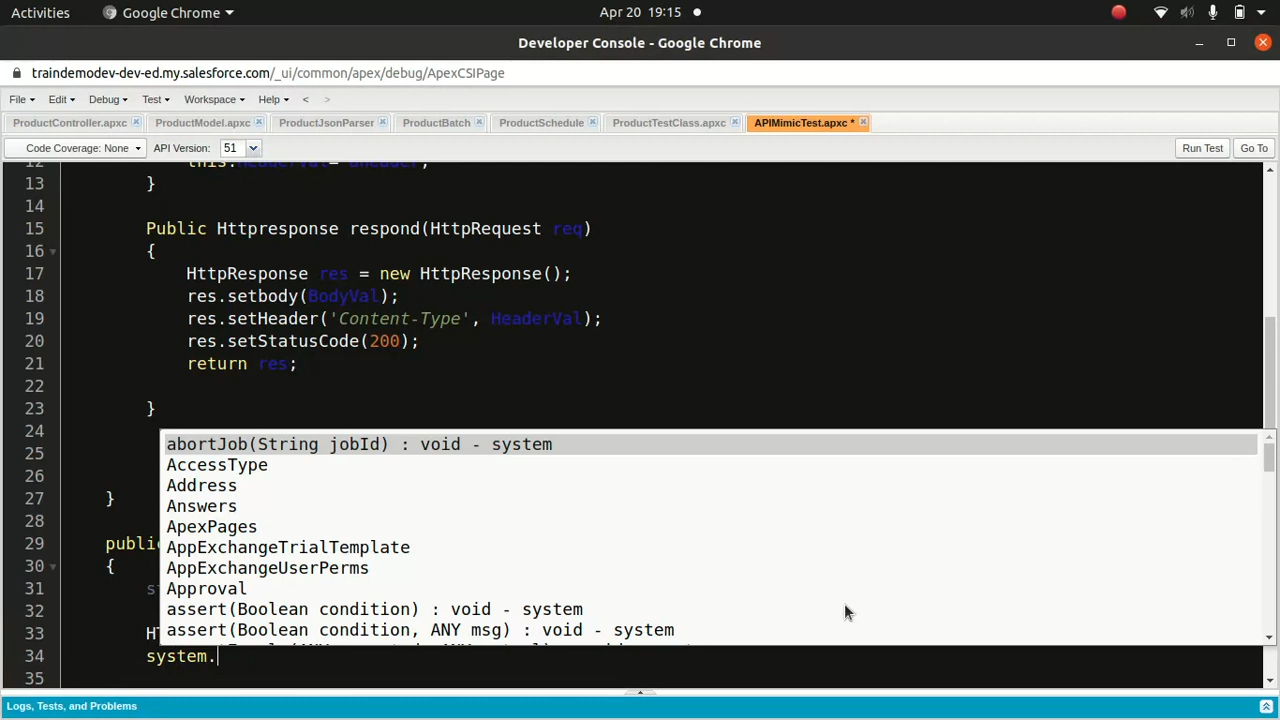 Activities Google Chrome Apr 20 19:15
Developer Console - Google Chrome
traindemodev-dev-ed.my.salesforce.com/_ui/common/apex/debug/ApexCSIPage
File Edit Debug Test Workspace Help < >
ProductController.apxc ProductModel.apxc ProductJsonParser ProductBatch ProductSchedule ProductTestClass.apxc APIMimicTest.apxc *
Code Coverage: None API Version: 51 Run Test Go To
12
13 }
14
15 Public Httpresponse respond(HttpRequest req)
16 {
17 HttpResponse res = new HttpResponse();
18 res.setbody(BodyVal);
19 res.setHeader('Content-Type', HeaderVal);
20 res.setStatusCode(200);
21 return res;
22
23 }
24
abortJob(String jobId) : void - system
25
AccessType
26
Address
27 }
Answers
28
ApexPages
29 public
AppExchangeTrialTemplate
30 {
AppExchangeUserPerms
31
Approval
32
assert(Boolean condition) : void - system
33
assert(Boolean condition, ANY msg) : void - system
34 system.
35
Logs, Tests, and Problems